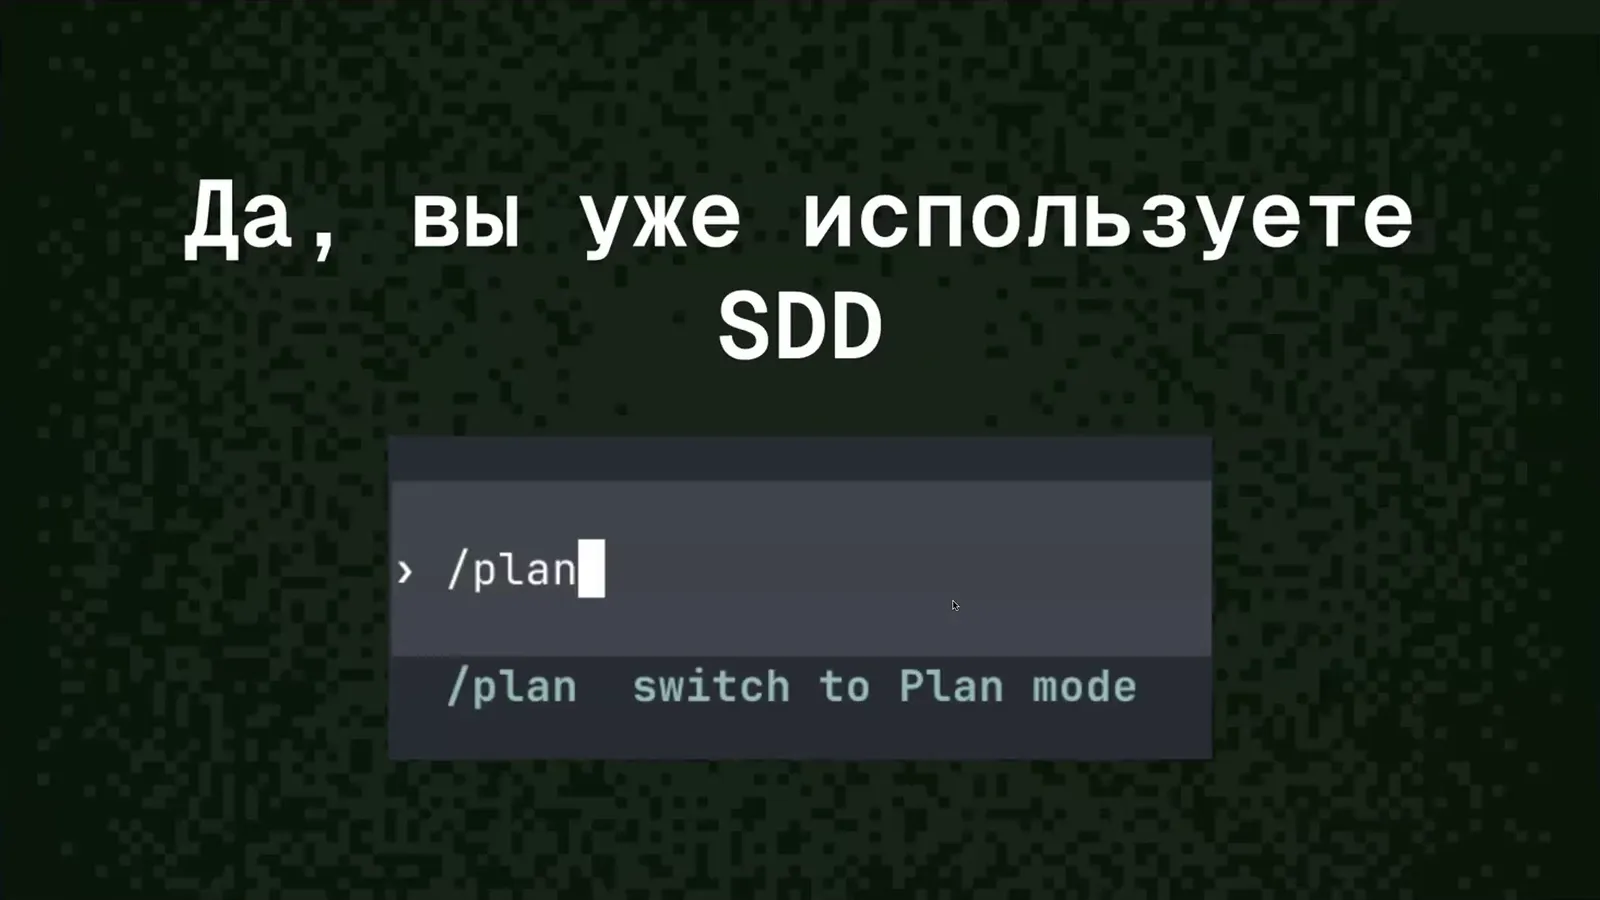 Да, вы уже используете
SDD
› /plan
/plan  switch to Plan mode